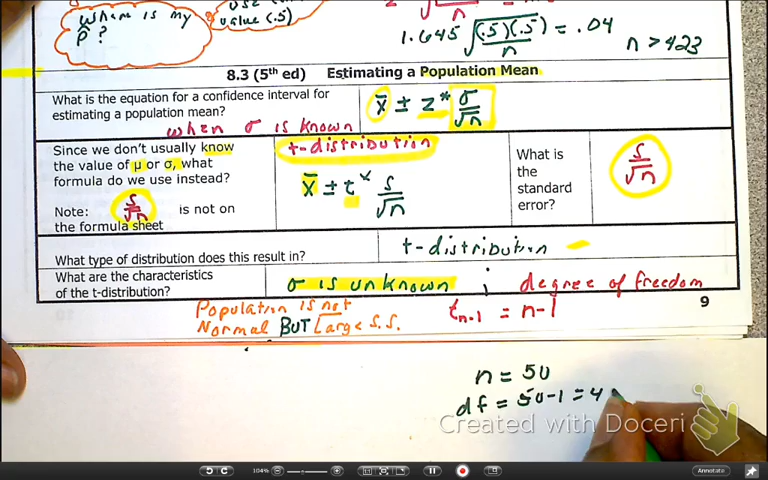 What is my
p̂ ?
use
value (.5)
n
1.645 √(.5)(.5)/n = .04
n > 423
8.3 (5th ed) Estimating a Population Mean
What is the equation for a confidence interval for
estimating a population mean?
when σ is known
x̄ ± z* σ/√n
Since we don't usually know
the value of μ or σ, what
formula do we use instead?
Note: s/√n is not on
the formula sheet
t-distribution
x̄ ± t* s/√n
What is
the
standard
error?
s/√n
What type of distribution does this result in?
t-distribution
What are the characteristics
of the t-distribution?
σ is unknown ; degree of freedom
Population is not
Normal BUT Large S.S.
tn-1 = n-1
9
n = 50
df = 50-1 = 4
Created with Doceri
104%
Annotate